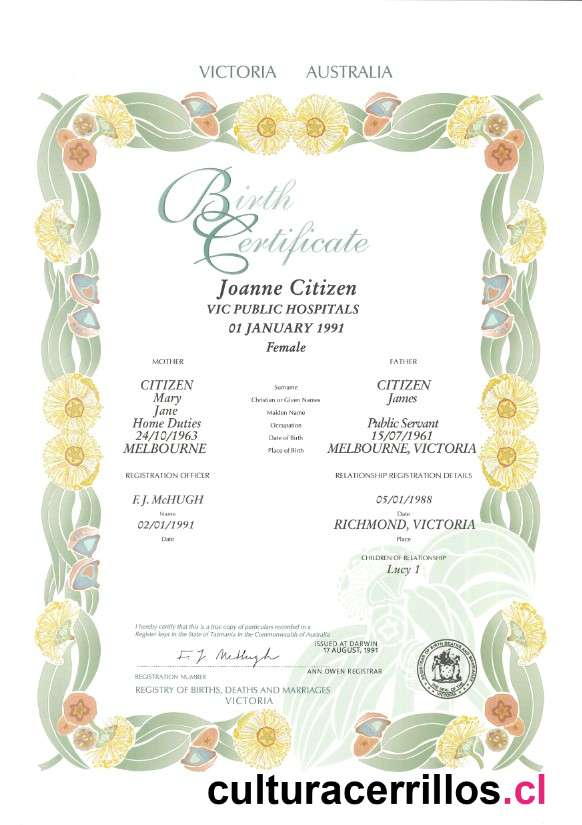 VICTORIA AUSTRALIA
Birth
Certificate
Joanne Citizen
VIC PUBLIC HOSPITALS
01 JANUARY 1991
Female
MOTHER FATHER
CITIZEN Surname CITIZEN
Mary Christian or Given Names James
Jane Maiden Name
Home Duties Occupation Public Servant
24/10/1963 Date of Birth 15/07/1961
MELBOURNE Place of Birth MELBOURNE, VICTORIA
REGISTRATION OFFICER RELATIONSHIP REGISTRATION DETAILS
F.J. McHUGH 05/01/1988
Name Date
02/01/1991 RICHMOND, VICTORIA
Date Place
CHILDREN OF RELATIONSHIP
Lucy 1
I hereby certify that this is a true copy of particulars recorded in a
Register keys in the State of Tasmania in the Commonwealth of Australia
ISSUED AT DARWIN
17 AUGUST, 1991
F. J. McHugh
ANN OWEN REGISTRAR
REGISTRATION NUMBER
REGISTRY OF BIRTHS, DEATHS AND MARRIAGES
VICTORIA
culturacerrillos.cl